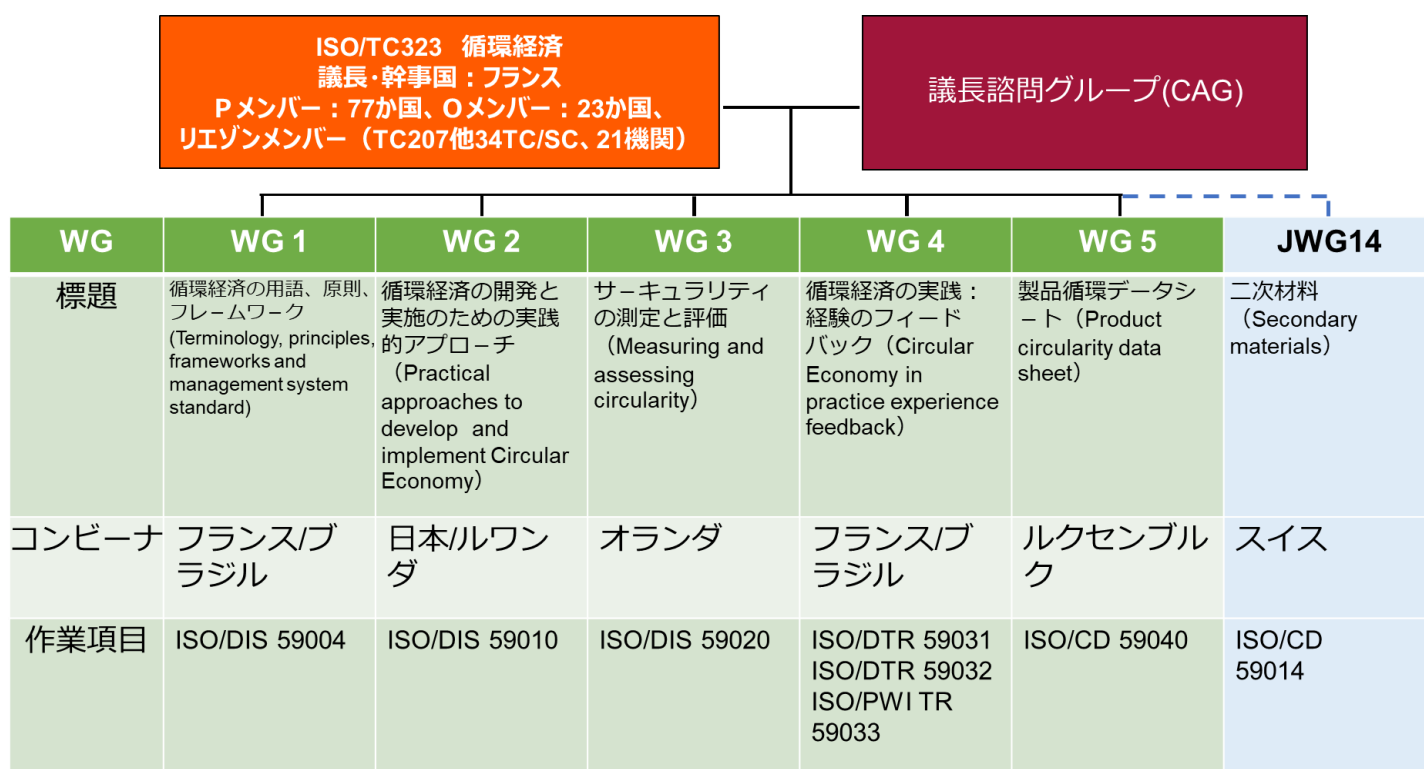 ISO/TC323 循環経済
議長・幹事国：フランス
Pメンバー：77か国、Oメンバー：23か国、
リエゾンメンバー（TC207他34TC/SC、21機関）
議長諮問グループ(CAG)
WG
WG 1
WG 2
WG 3
WG 4
WG 5
JWG14
標題
循環経済の用語、原則、
フレ－ムワ－ク
(Terminology, principles,
frameworks and
management system
standard)
循環経済の開発と
実施のための実践
的アプロ－チ
（Practical
approaches to
develop and
implement Circular
Economy）
サ－キュラリティ
の測定と評価
（Measuring and
assessing
circularity）
循環経済の実践：
経験のフィード
バック（Circular
Economy in
practice experience
feedback）
製品循環データシ
－ト（Product
circularity data
sheet）
二次材料
（Secondary
materials）
コンビーナ
フランス/ブ
ラジル
日本/ルワン
ダ
オランダ
フランス/ブ
ラジル
ルクセンブル
ク
スイス
作業項目
ISO/DIS 59004
ISO/DIS 59010
ISO/DIS 59020
ISO/DTR 59031
ISO/DTR 59032
ISO/PWI TR
59033
ISO/CD 59040
ISO/CD
59014